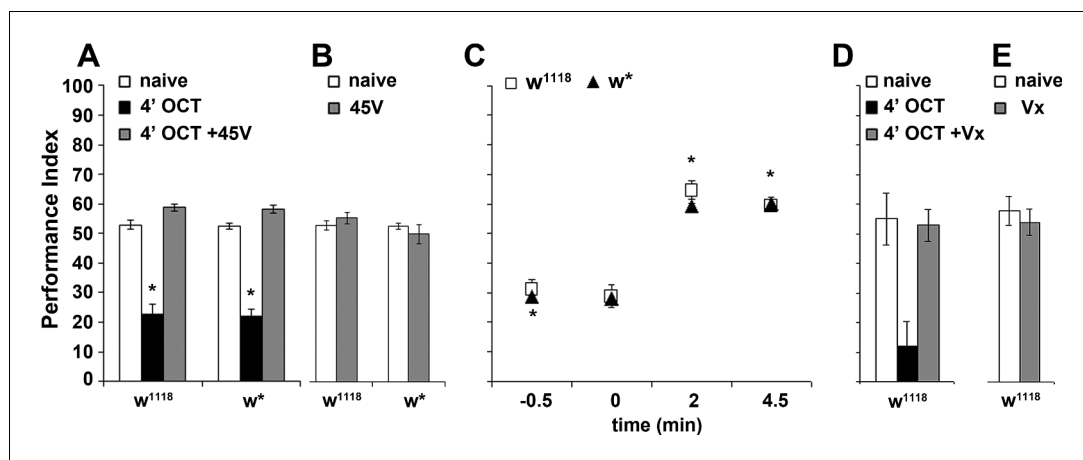 A
naive
4' OCT
4' OCT +45V
B
naive
45V
C
w1118 w*
D
naive
4' OCT
4' OCT +Vx
E
naive
Vx
Performance Index
100
90
80
70
60
50
40
30
20
10
0
* *
* * *
w1118 w*
w1118 w*
-0.5 0 2 4.5
time (min)
w1118
w1118